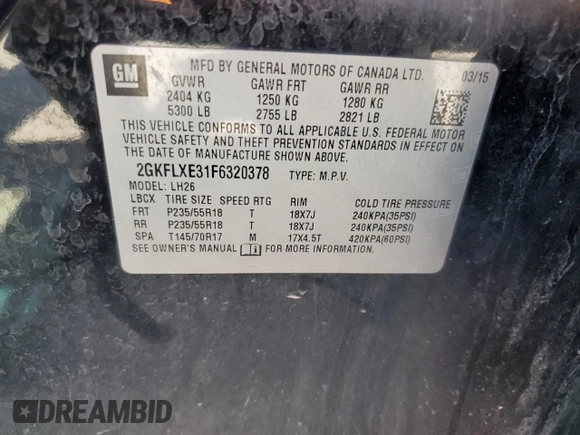 GM
MFD BY GENERAL MOTORS OF CANADA LTD. 03/15
GVWR GAWR FRT GAWR RR
2404 KG 1250 KG 1280 KG
5300 LB 2755 LB 2821 LB
THIS VEHICLE CONFORMS TO ALL APPLICABLE U.S. FEDERAL MOTOR
VEHICLE SAFETY AND THEFT PREVENTION STANDARDS IN EFFECT ON
THE DATE OF MANUFACTURE SHOWN ABOVE.
2GKFLXE31F6320378 TYPE: M.P.V.
MODEL: LH26
LBCX TIRE SIZE SPEED RTG RIM COLD TIRE PRESSURE
FRT P235/55R18 T 18X7J 240KPA(35PSI)
RR P235/55R18 T 18X7J 240KPA(35PSI)
SPA T145/70R17 M 17X4.5T 420KPA(60PSI)
SEE OWNER'S MANUAL FOR MORE INFORMATION.
DREAMBID